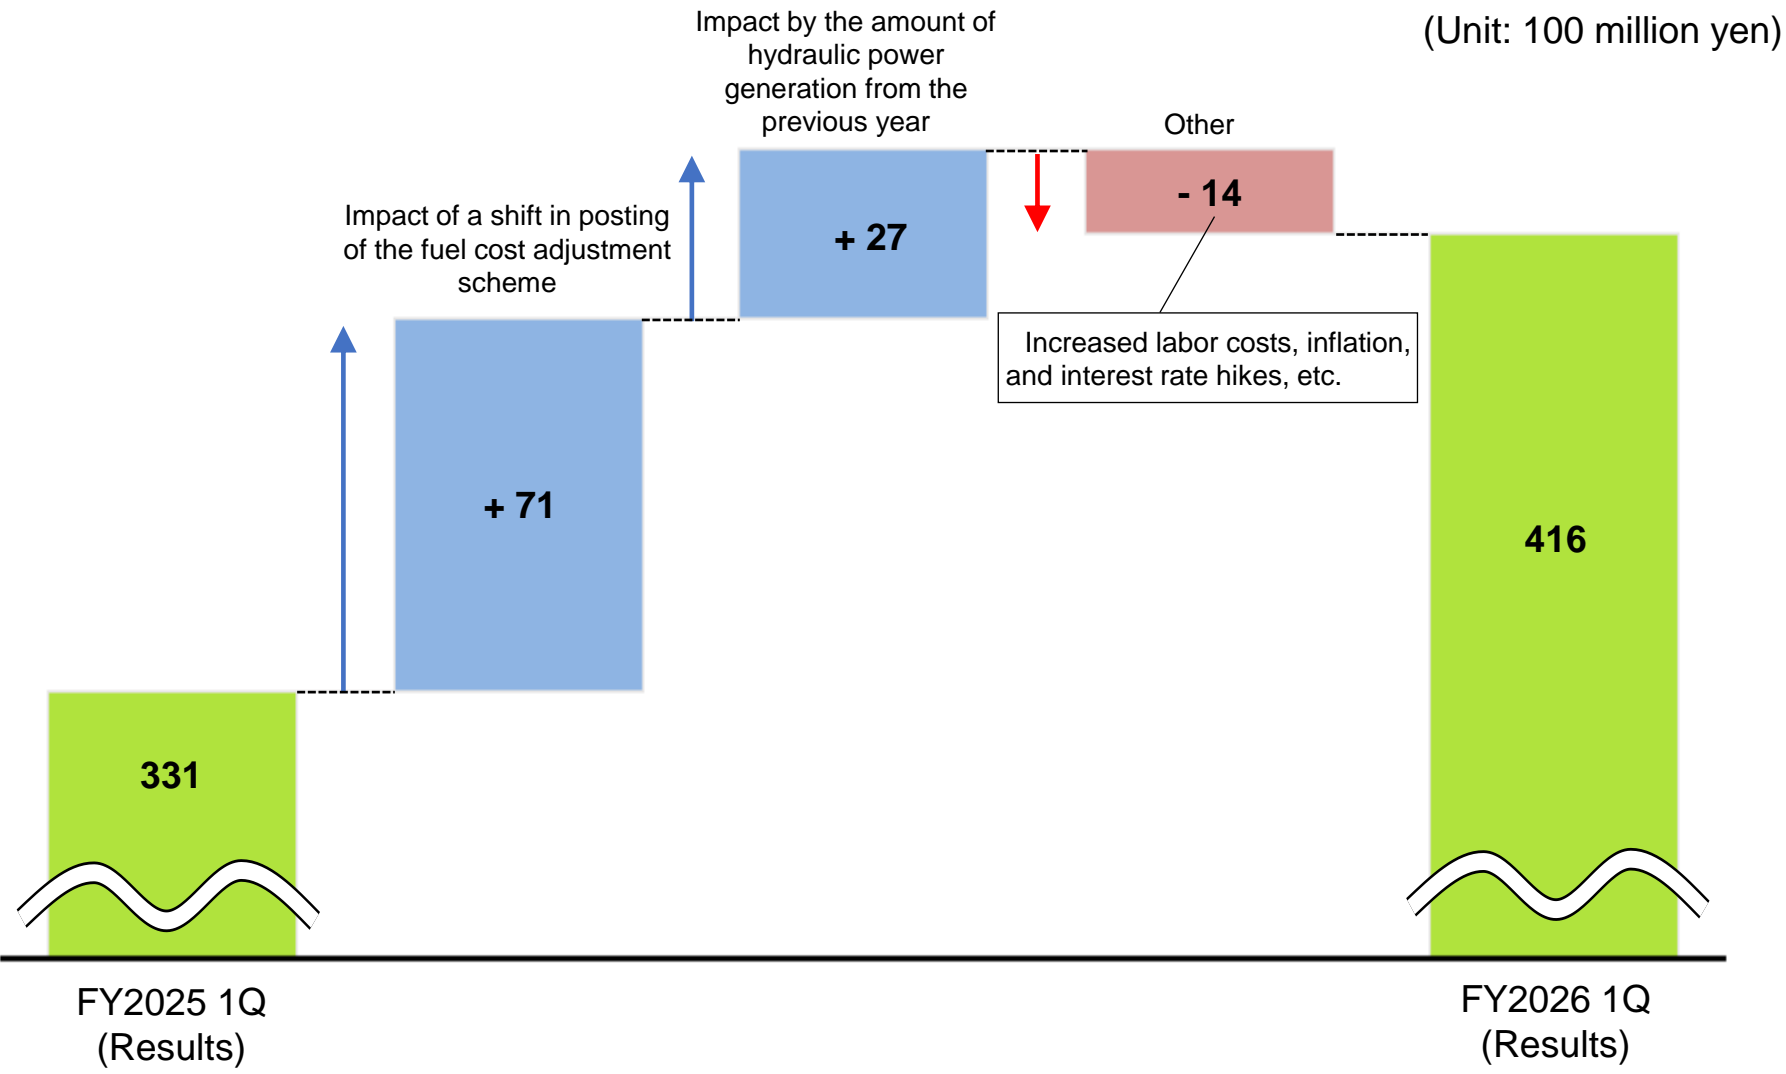 (Unit: 100 million yen)
Impact by the amount of
hydraulic power
generation from the
previous year
Other
- 14
+ 27
Impact of a shift in posting
of the fuel cost adjustment
scheme
Increased labor costs, inflation,
and interest rate hikes, etc.
+ 71
416
331
FY2025 1Q
(Results)
FY2026 1Q
(Results)